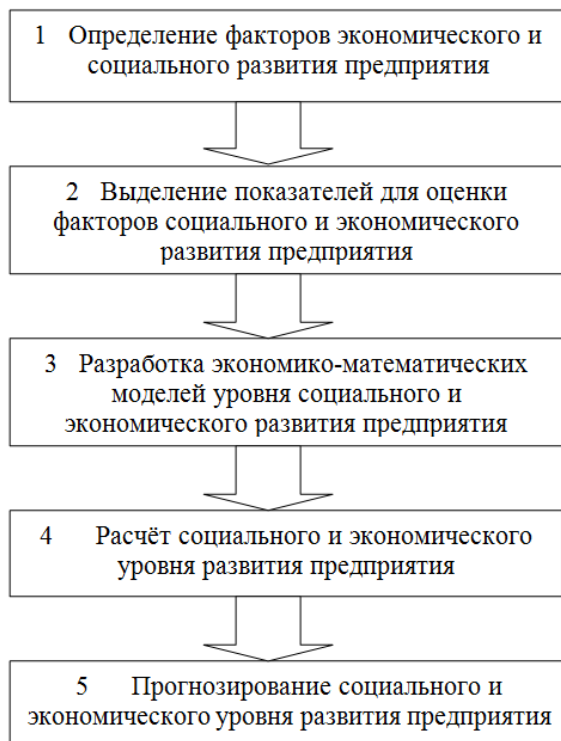 1 Определение факторов экономического и
социального развития предприятия
2 Выделение показателей для оценки
факторов социального и экономического
развития предприятия
3 Разработка экономико-математических
моделей уровня социального и
экономического развития предприятия
4 Расчёт социального и экономического
уровня развития предприятия
5 Прогнозирование социального и
экономического уровня развития предприятия